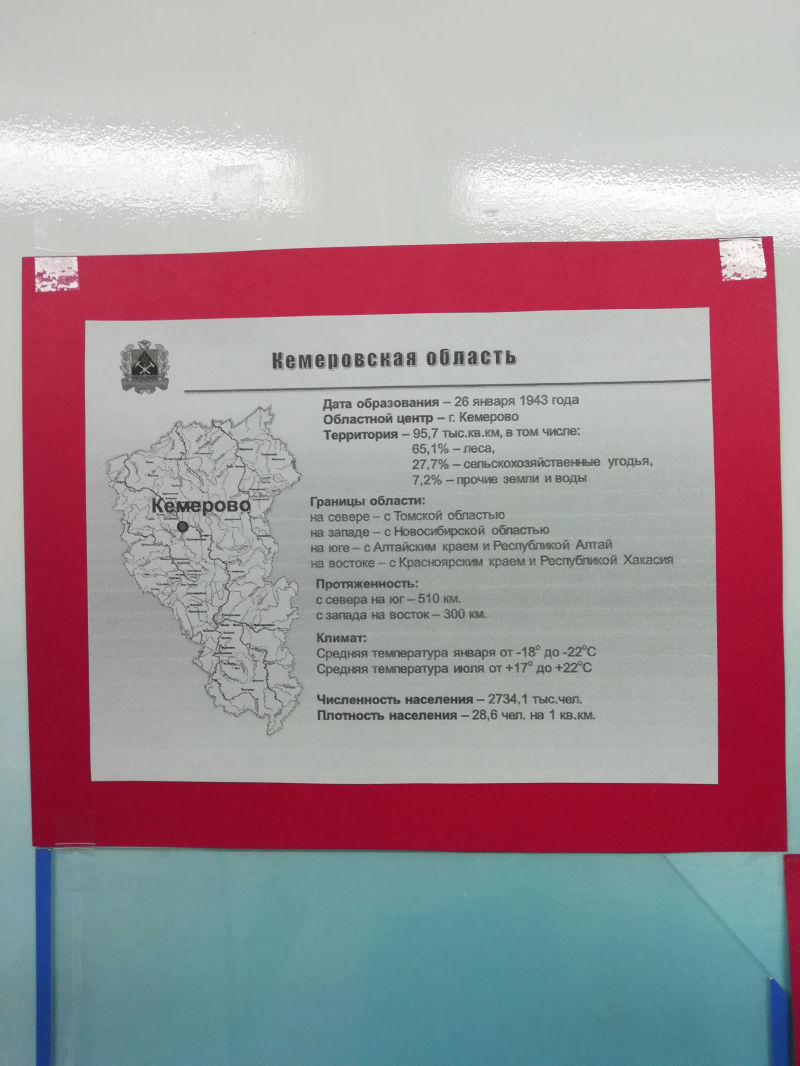 Кемеровская область
Дата образования – 26 января 1943 года
Областной центр – г. Кемерово
Территория – 95,7 тыс.кв.км, в том числе:
65,1% – леса,
27,7% – сельскохозяйственные угодья,
7,2% – прочие земли и воды
Кемерово
Границы области:
на севере – с Томской областью
на западе – с Новосибирской областью
на юге – с Алтайским краем и Республикой Алтай
на востоке – с Красноярским краем и Республикой Хакасия
Протяженность:
с севера на юг – 510 км.
с запада на восток – 300 км.
Климат:
Средняя температура января от -18° до -22°С
Средняя температура июля от +17° до +22°С
Численность населения – 2734,1 тыс.чел.
Плотность населения – 28,6 чел. на 1 кв.км.